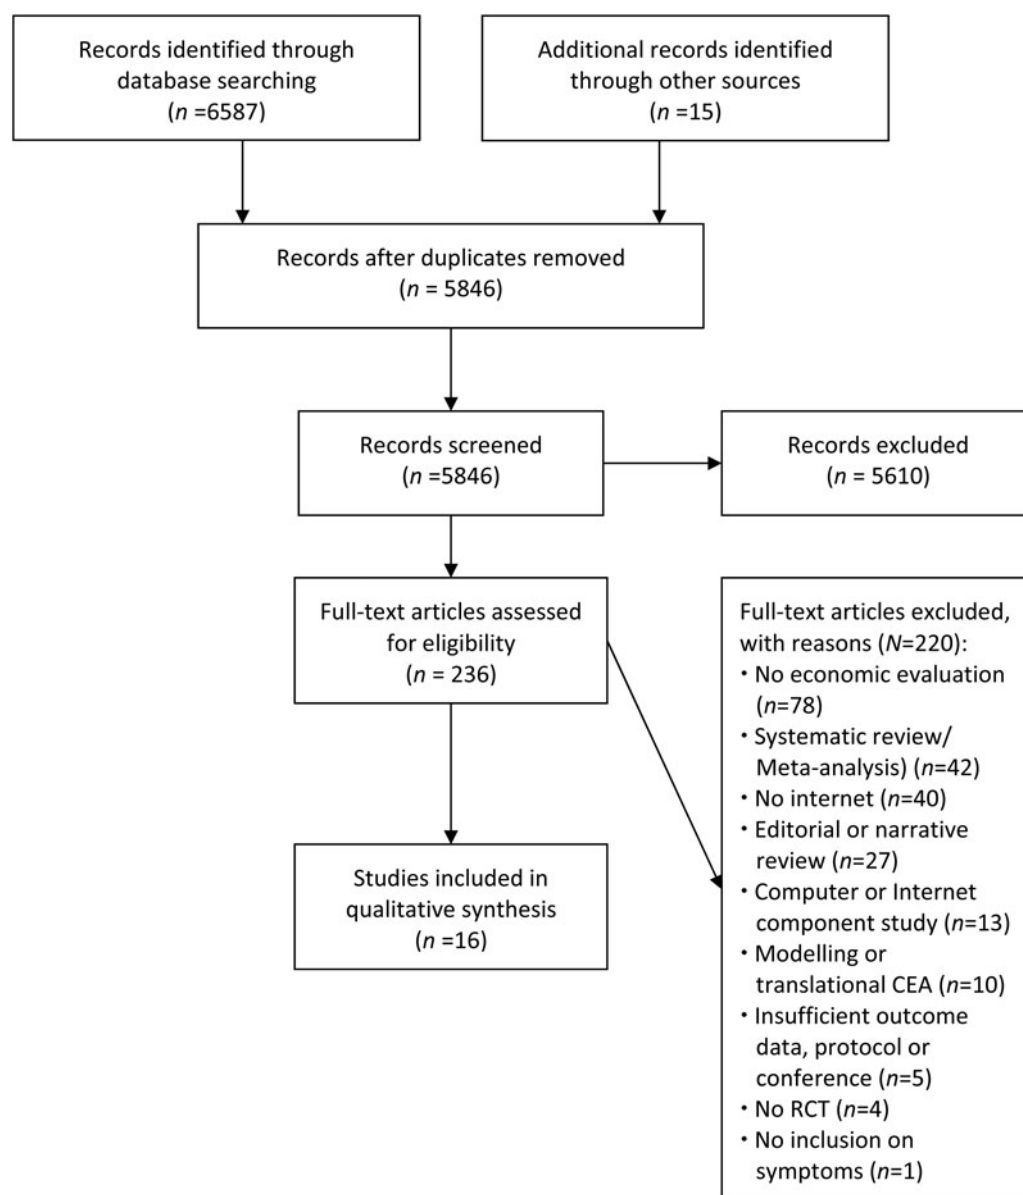 Records identified through
database searching
(n =6587)
Additional records identified
through other sources
(n =15)
Records after duplicates removed
(n = 5846)
Records screened
(n =5846)
Records excluded
(n = 5610)
Full-text articles assessed
for eligibility
(n = 236)
Full-text articles excluded,
with reasons (N=220):
· No economic evaluation
(n=78)
· Systematic review/
Meta-analysis) (n=42)
· No internet (n=40)
· Editorial or narrative
review (n=27)
· Computer or Internet
component study (n=13)
· Modelling or
translational CEA (n=10)
· Insufficient outcome
data, protocol or
conference (n=5)
· No RCT (n=4)
· No inclusion on
symptoms (n=1)
Studies included in
qualitative synthesis
(n =16)